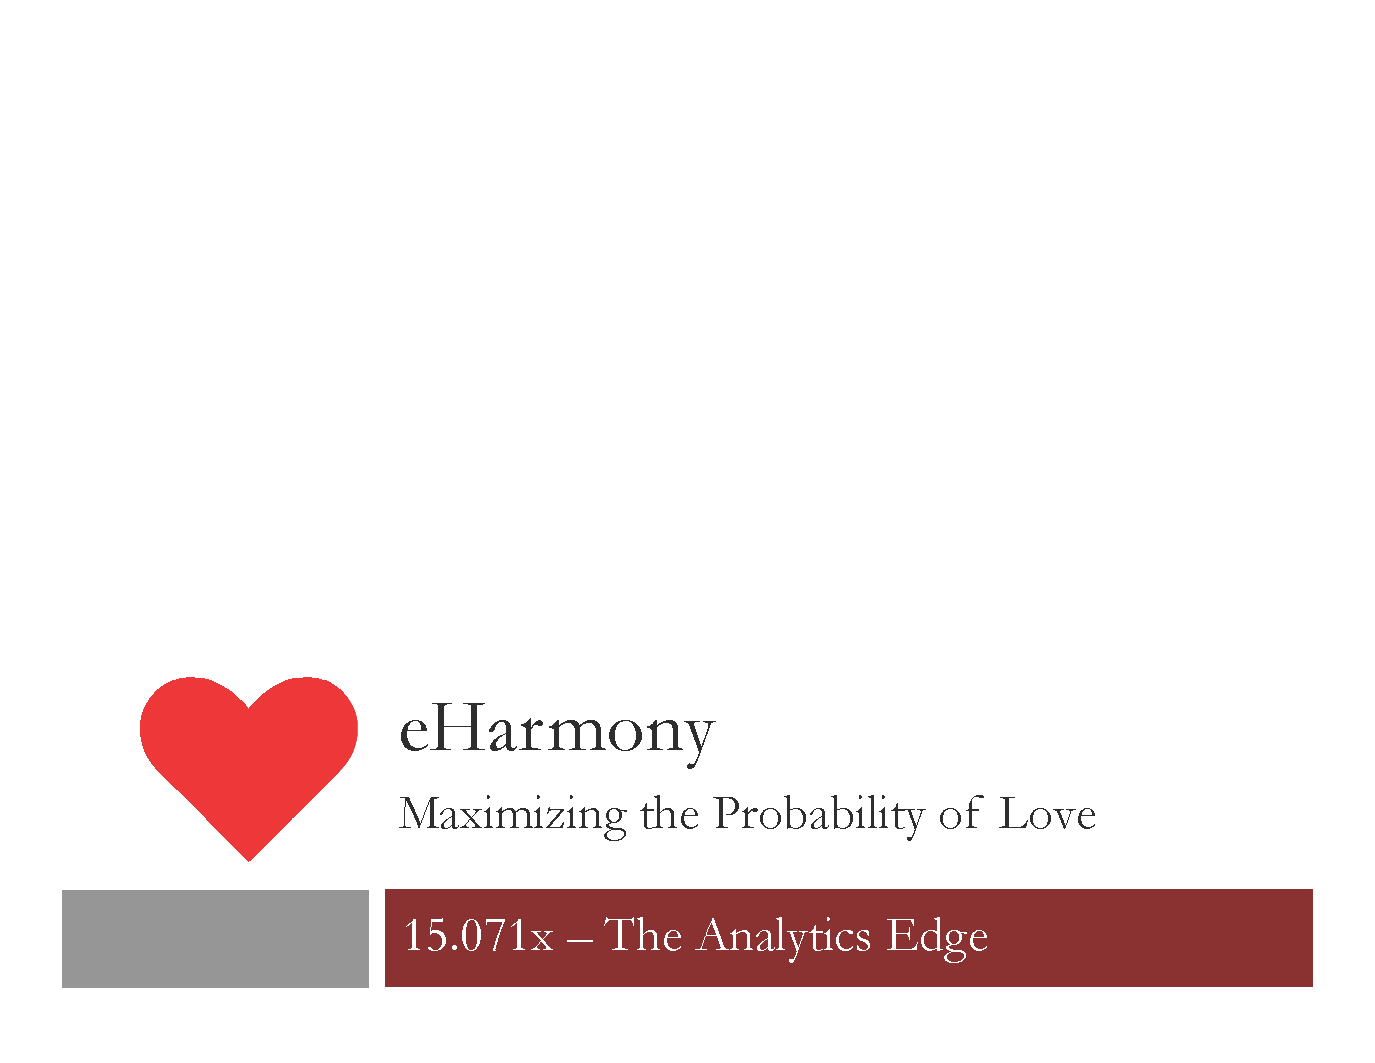 eHarmony
Maximizing the Probability of Love
15.071x – The Analytics Edge